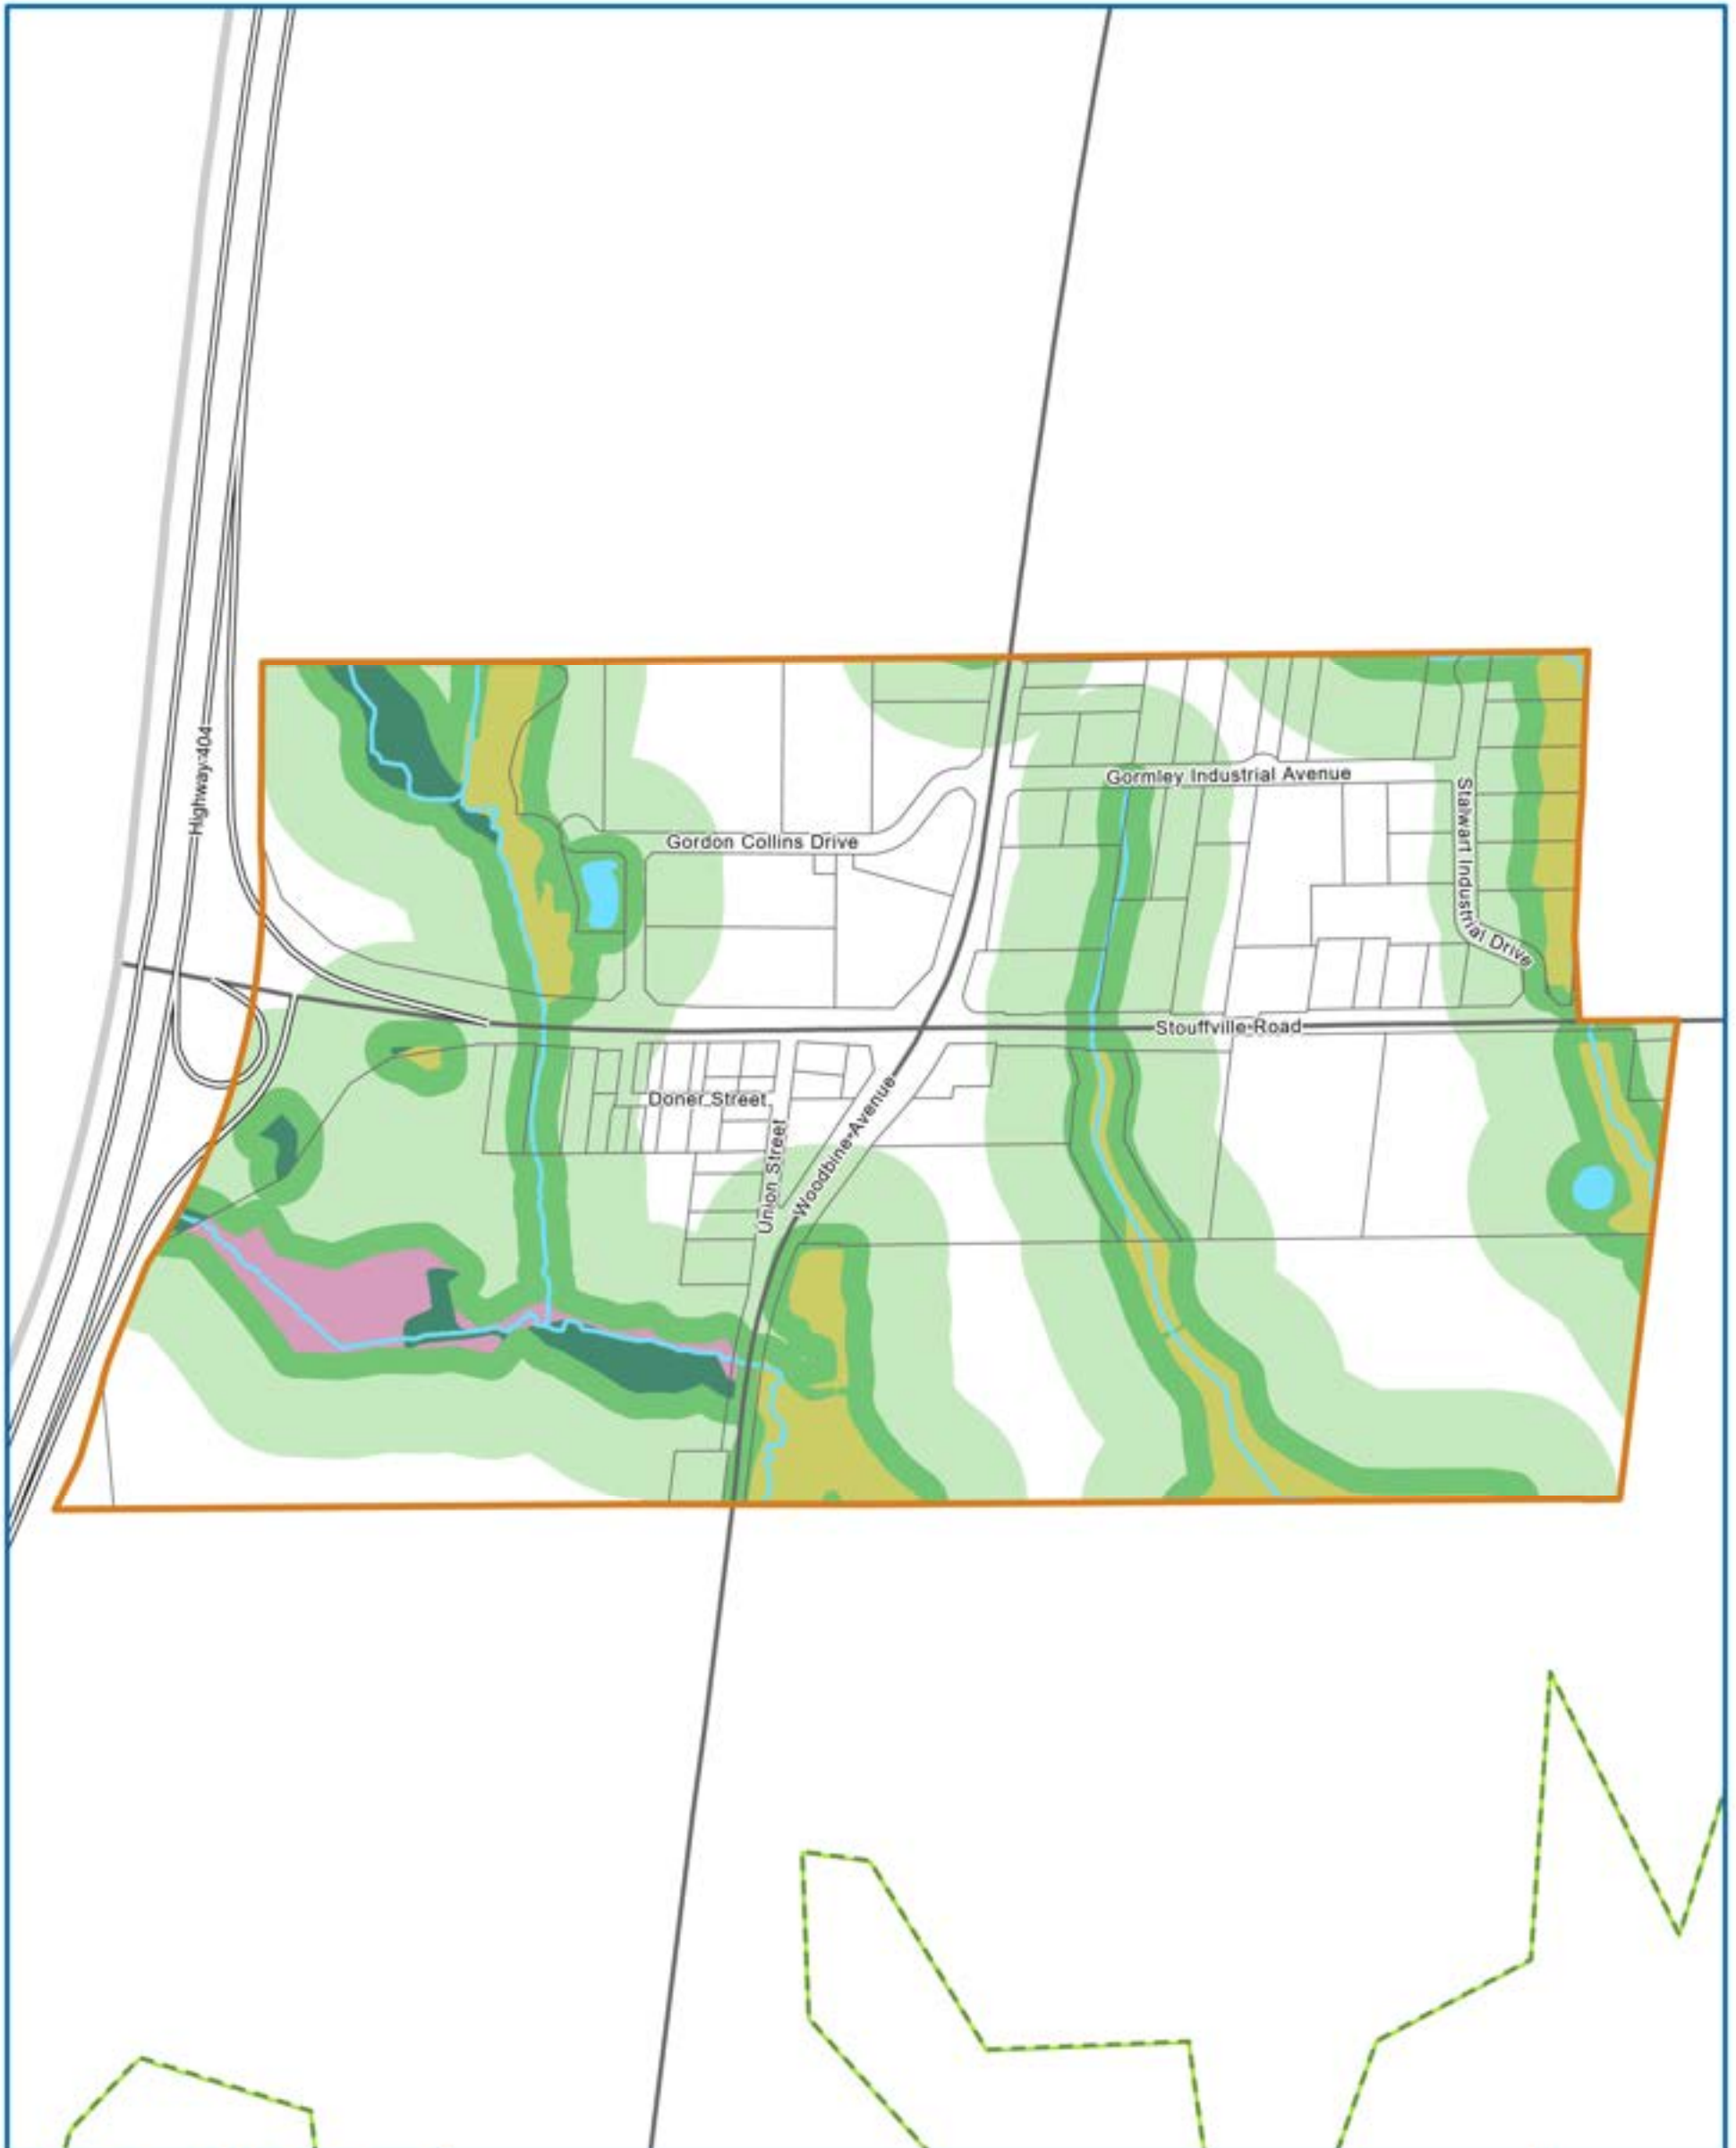 Highway 404
Gormley Industrial Avenue
Gordon Collins Drive
Stalwart Industrial Drive
Stouffville Road
Doner Street
Union Street
Woodbine Avenue